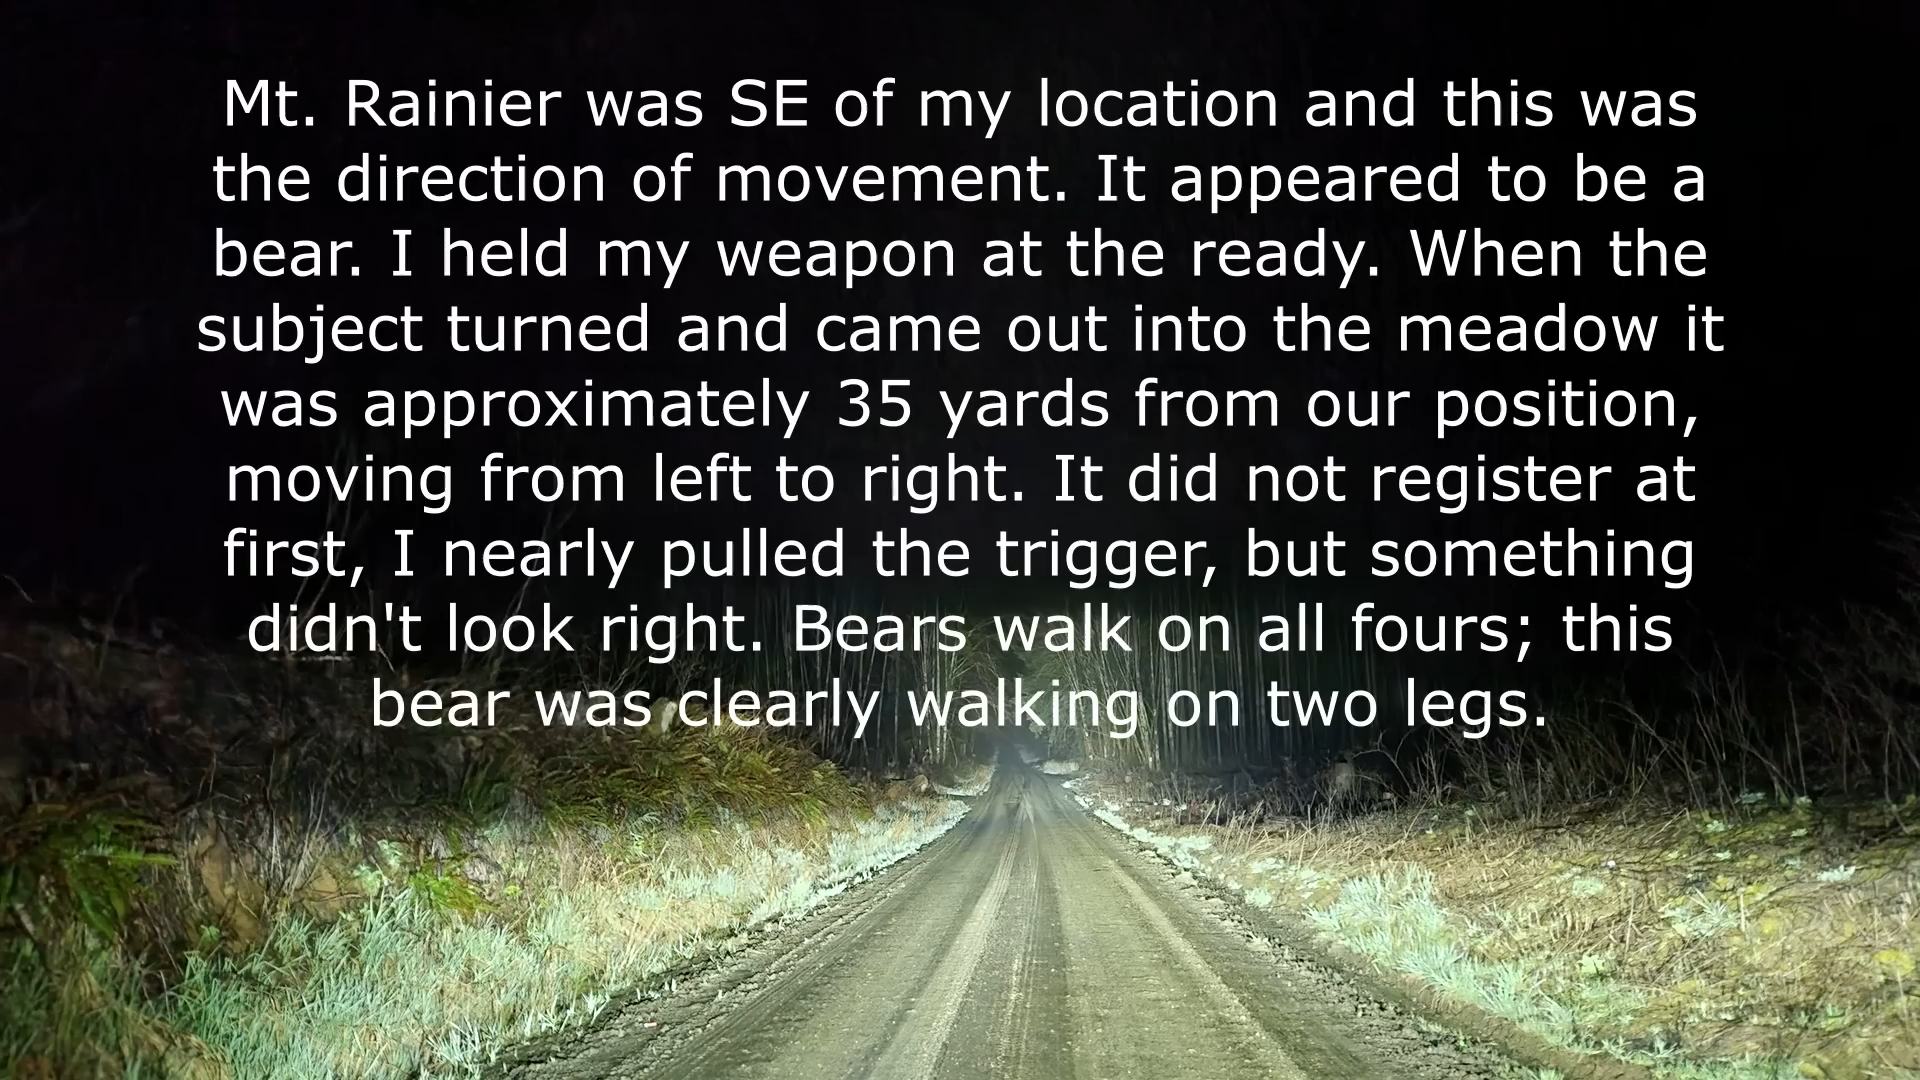 Mt. Rainier was SE of my location and this was
the direction of movement. It appeared to be a
bear. I held my weapon at the ready. When the
subject turned and came out into the meadow it
was approximately 35 yards from our position,
moving from left to right. It did not register at
first, I nearly pulled the trigger, but something
didn't look right. Bears walk on all fours; this
bear was clearly walking on two legs.